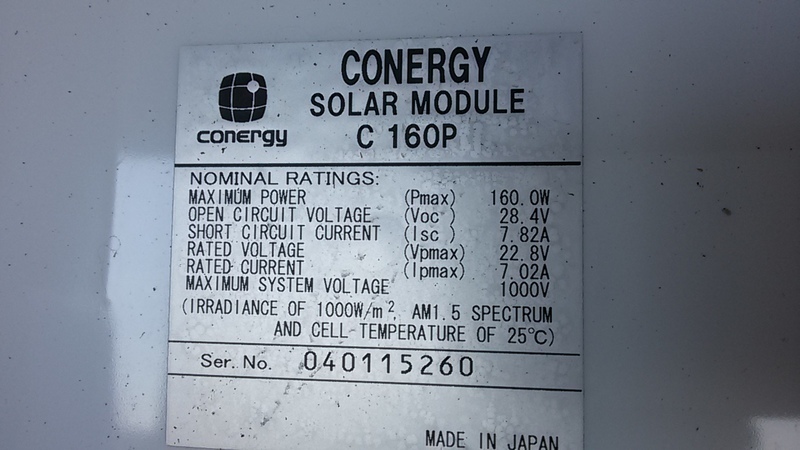 CONERGY
SOLAR MODULE
C 160P
conergy
NOMINAL RATINGS:
MAXIMUM POWER (Pmax) 160.0W
OPEN CIRCUIT VOLTAGE (Voc ) 28.4V
SHORT CIRCUIT CURRENT (Isc ) 7.82A
RATED VOLTAGE (Vpmax) 22.8V
RATED CURRENT (Ipmax) 7.02A
MAXIMUM SYSTEM VOLTAGE 1000V
(IRRADIANCE OF 1000W/m², AM1.5 SPECTRUM
AND CELL TEMPERATURE OF 25℃)
Ser. No. 040115260
MADE IN JAPAN